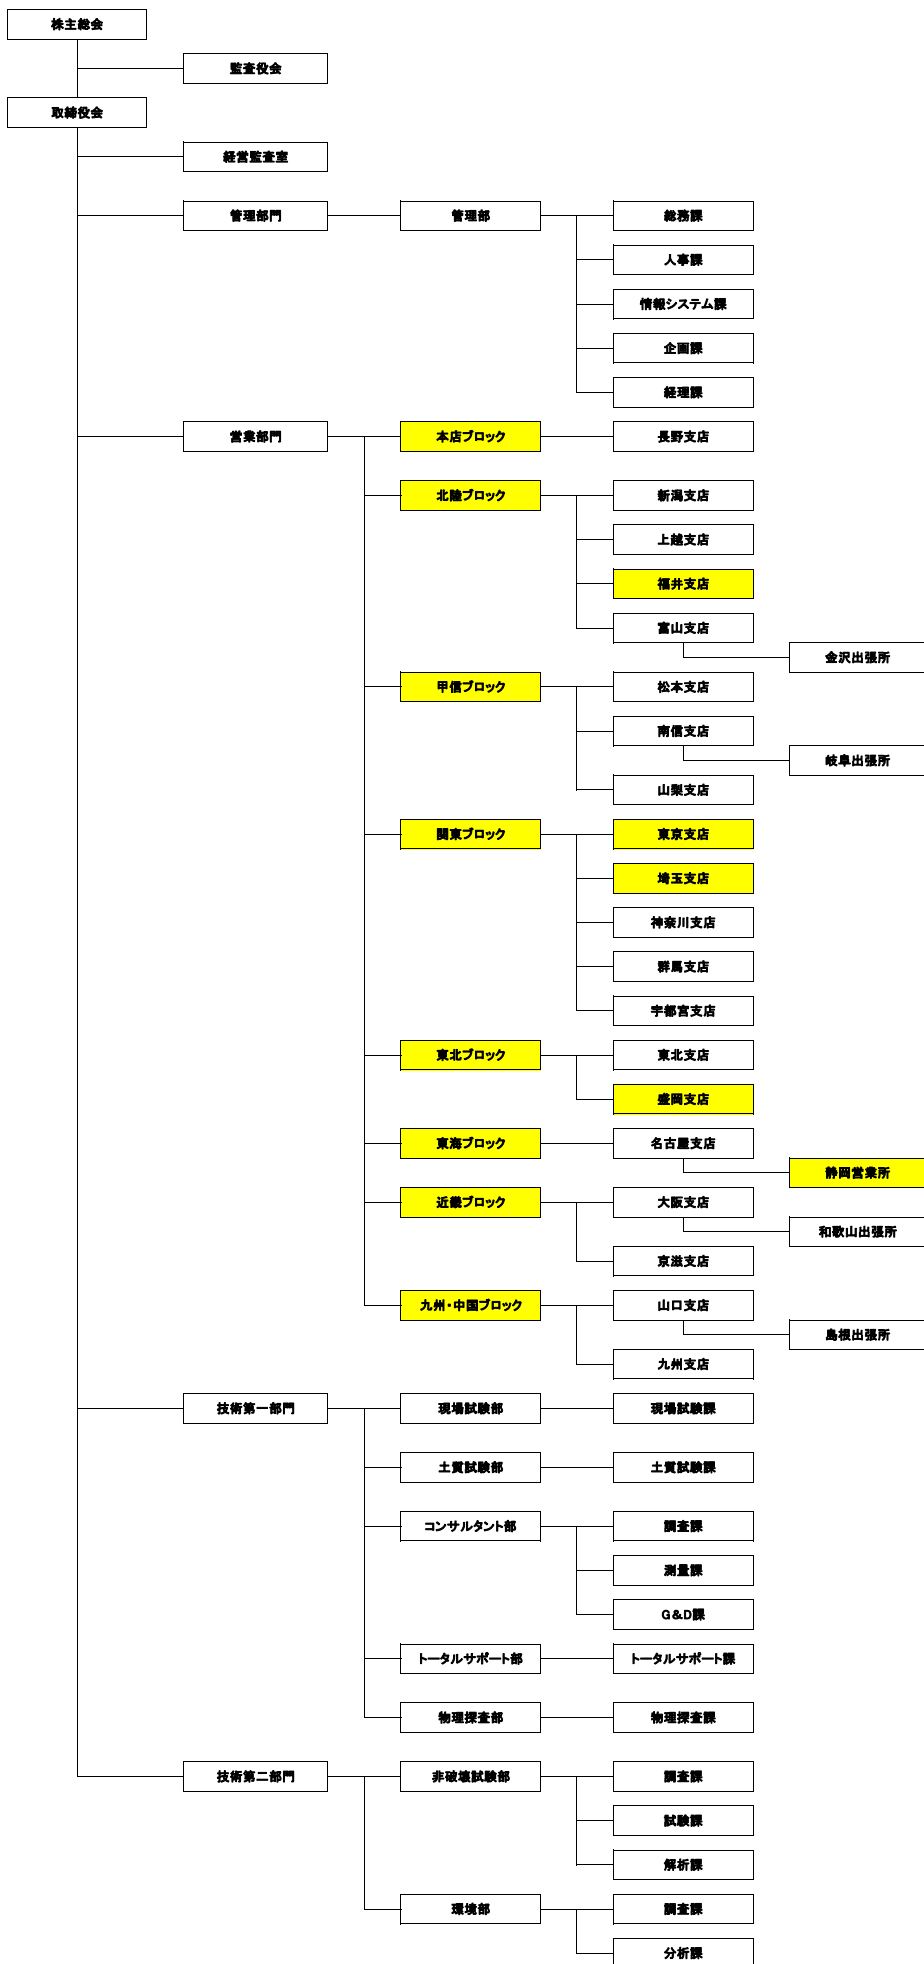 株主総会
監査役会
取締役会
経営監査室
管理部門
管理部
総務課
人事課
情報システム課
企画課
経理課
営業部門
本店ブロック
長野支店
北陸ブロック
新潟支店
上越支店
福井支店
富山支店
金沢出張所
甲信ブロック
松本支店
南信支店
岐阜出張所
山梨支店
関東ブロック
東京支店
埼玉支店
神奈川支店
群馬支店
宇都宮支店
東北ブロック
東北支店
盛岡支店
東海ブロック
名古屋支店
静岡営業所
近畿ブロック
大阪支店
和歌山出張所
京滋支店
九州・中国ブロック
山口支店
島根出張所
九州支店
技術第一部門
現場試験部
現場試験課
土質試験部
土質試験課
コンサルタント部
調査課
測量課
G&D課
トータルサポート部
トータルサポート課
物理探査部
物理探査課
技術第二部門
非破壊試験部
調査課
試験課
解析課
環境部
調査課
分析課